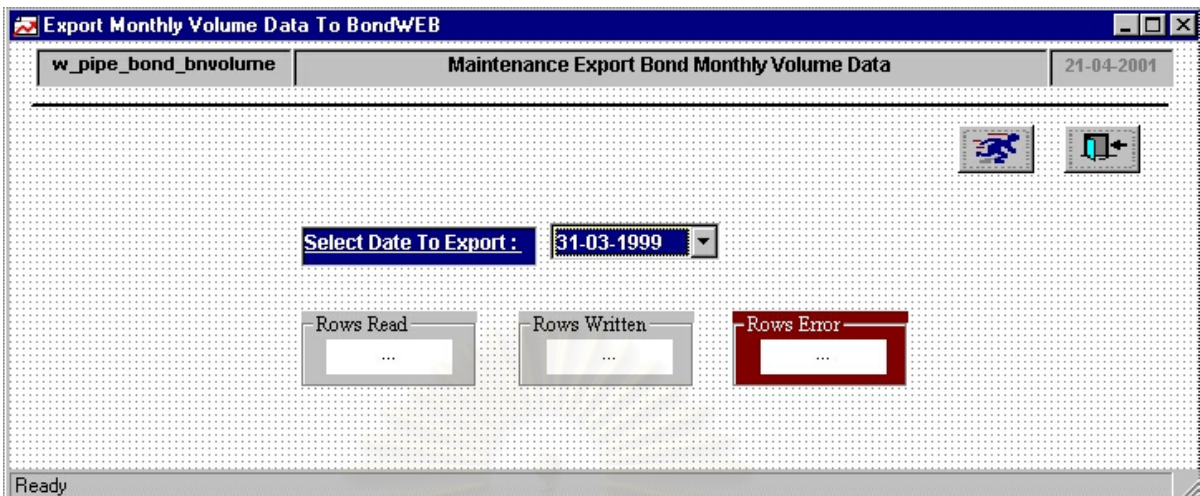 Export Monthly Volume Data To BondWEB
w_pipe_bond_bnvolume Maintenance Export Bond Monthly Volume Data 21-04-2001
Select Date To Export : 31-03-1999
Rows Read Rows Written Rows Error
... ... ...
Ready